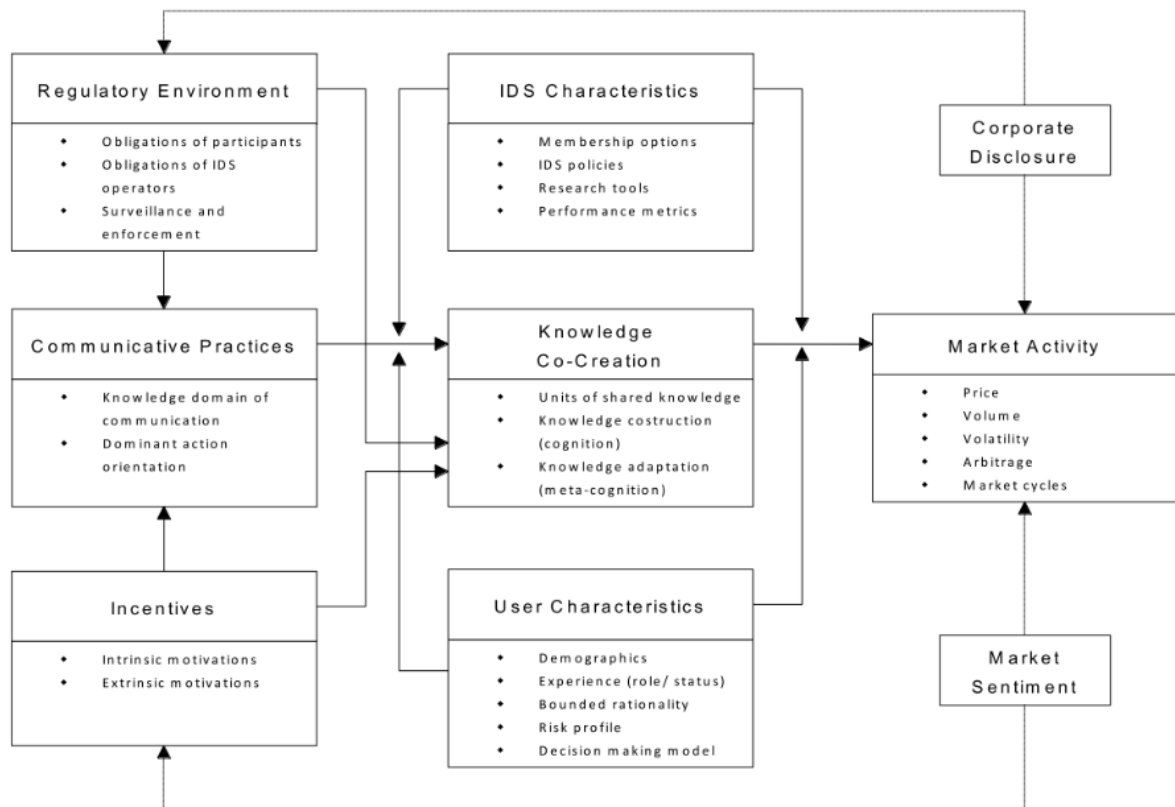 Regulatory Environment
Obligations of participants
Obligations of IDS
operators
Surveillance and
enforcement
IDS Characteristics
Membership options
IDS policies
Research tools
Performance metrics
Corporate
Disclosure
Communicative Practices
Knowledge domain of
communication
Dominant action
orientation
Knowledge
Co-Creation
Units of shared knowledge
Knowledge costruction
(cognition)
Knowledge adaptation
(meta-cognition)
Market Activity
Price
Volume
Volatility
Arbitrage
Market cycles
Incentives
Intrinsic motivations
Extrinsic motivations
User Characteristics
Demographics
Experience (role/ status)
Bounded rationality
Risk profile
Decision making model
Market
Sentiment